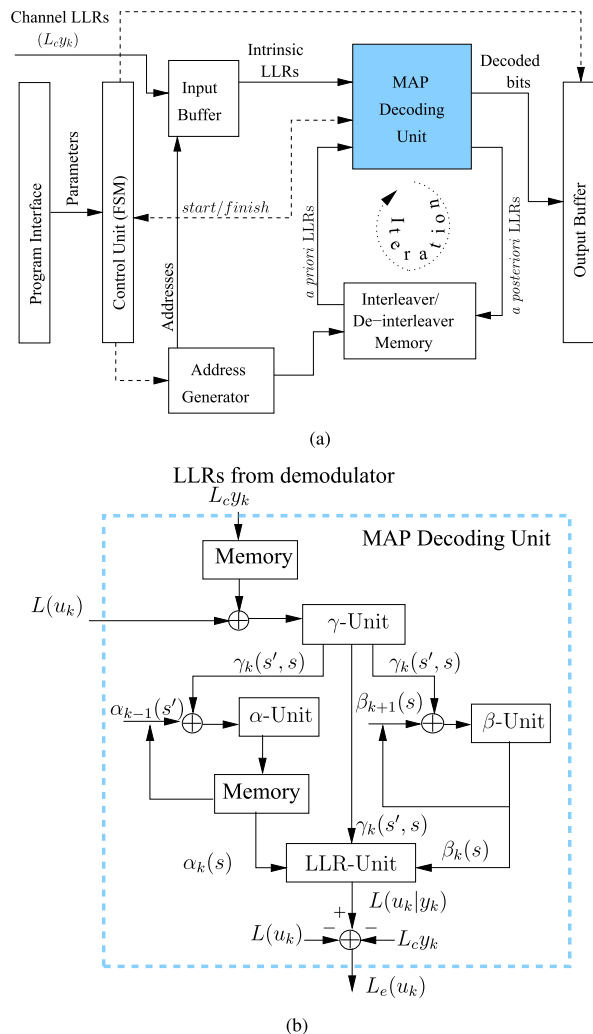 Channel LLRs
(L_c y_k)
Intrinsic
LLRs
Input
Buffer
MAP
Decoding
Unit
Decoded
bits
Program Interface
Parameters
Control Unit (FSM)
start/finish
Addresses
a priori LLRs
Iteration
a posteriori LLRs
Output Buffer
Interleaver/
De-interleaver
Memory
Address
Generator
(a)
LLRs from demodulator
L_c y_k
MAP Decoding Unit
Memory
L(u_k)
γ-Unit
γ_k(s′, s)
γ_k(s′, s)
α_{k−1}(s′)
α-Unit
β_{k+1}(s)
β-Unit
Memory
γ_k(s′, s)
α_k(s)
LLR-Unit
β_k(s)
L(u_k|y_k)
+
L(u_k)
−
−
L_c y_k
L_e(u_k)
(b)